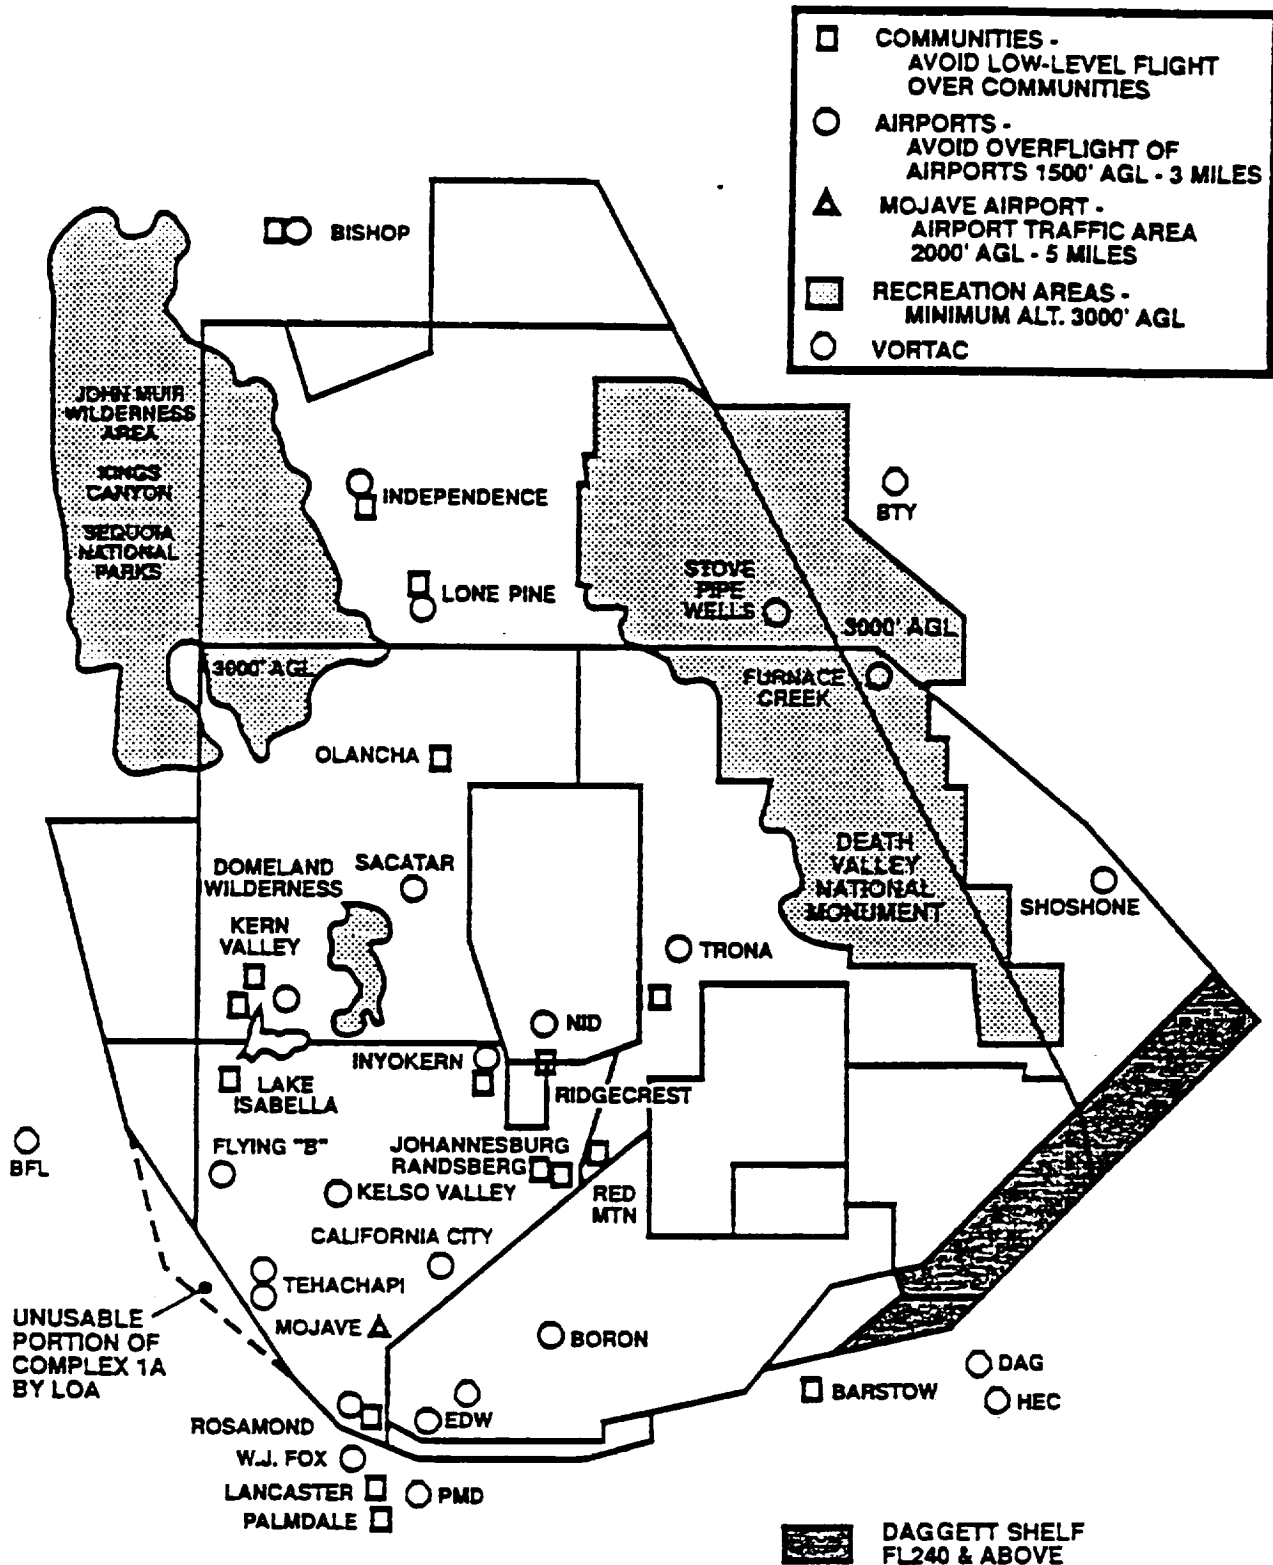 COMMUNITIES -
AVOID LOW-LEVEL FLIGHT
OVER COMMUNITIES
AIRPORTS -
AVOID OVERFLIGHT OF
AIRPORTS 1500' AGL - 3 MILES
MOJAVE AIRPORT -
AIRPORT TRAFFIC AREA
2000' AGL - 5 MILES
RECREATION AREAS -
MINIMUM ALT. 3000' AGL
VORTAC
BISHOP
JOHN MUIR
WILDERNESS
AREA
KINGS
CANYON
SEQUOIA
NATIONAL
PARKS
INDEPENDENCE
BTY
LONE PINE
STOVE
PIPE
WELLS
3000' AGL
3000' AGL
FURNACE
CREEK
OLANCHA
DOMELAND
WILDERNESS
SACATAR
DEATH
VALLEY
NATIONAL
MONUMENT
SHOSHONE
KERN
VALLEY
TRONA
NID
INYOKERN
LAKE
ISABELLA
RIDGECREST
BFL
FLYING "B"
JOHANNESBURG
RANDSBERG
KELSO VALLEY
RED
MTN
CALIFORNIA CITY
TEHACHAPI
UNUSABLE
PORTION OF
COMPLEX 1A
BY LOA
MOJAVE
BORON
DAG
BARSTOW
HEC
ROSAMOND
EDW
W.J. FOX
LANCASTER
PMD
PALMDALE
DAGGETT SHELF
FL240 & ABOVE